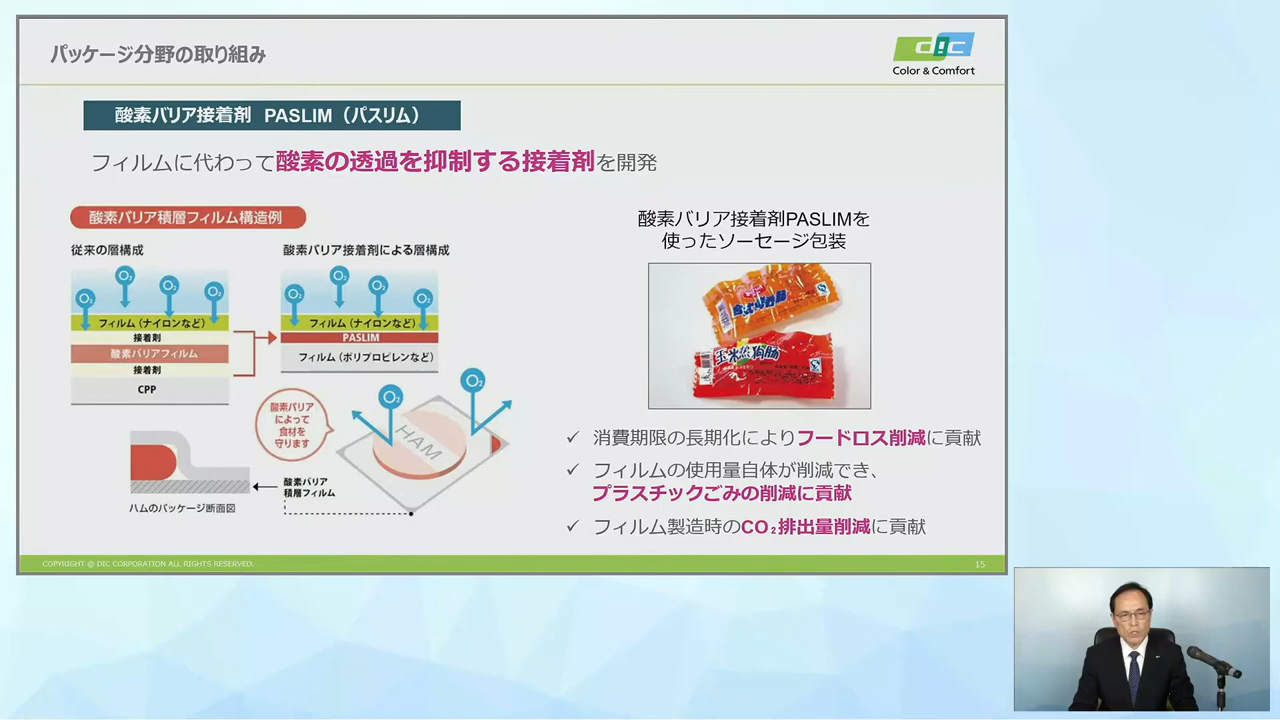 パッケージ分野の取り組み
dic
Color & Comfort
酸素バリア接着剤 PASLIM（パスリム）
フィルムに代わって酸素の透過を抑制する接着剤を開発
酸素バリア積層フィルム構造例
従来の層構成
O₂
O₂
O₂
O₂
フィルム（ナイロンなど）
接着剤
酸素バリアフィルム
接着剤
CPP
酸素バリア接着剤による層構成
O₂
O₂
O₂
O₂
フィルム（ナイロンなど）
PASLIM
フィルム（ポリプロピレンなど）
酸素バリア
によって
食材を
守ります
O₂
O₂
HAM
酸素バリア
積層フィルム
ハムのパッケージ断面図
酸素バリア接着剤PASLIMを
使ったソーセージ包装
玉米热狗肠
✓ 消費期限の長期化によりフードロス削減に貢献
✓ フィルムの使用量自体が削減でき、
プラスチックごみの削減に貢献
✓ フィルム製造時のCO₂排出量削減に貢献
COPYRIGHT @ DIC CORPORATION ALL RIGHTS RESERVED.
15